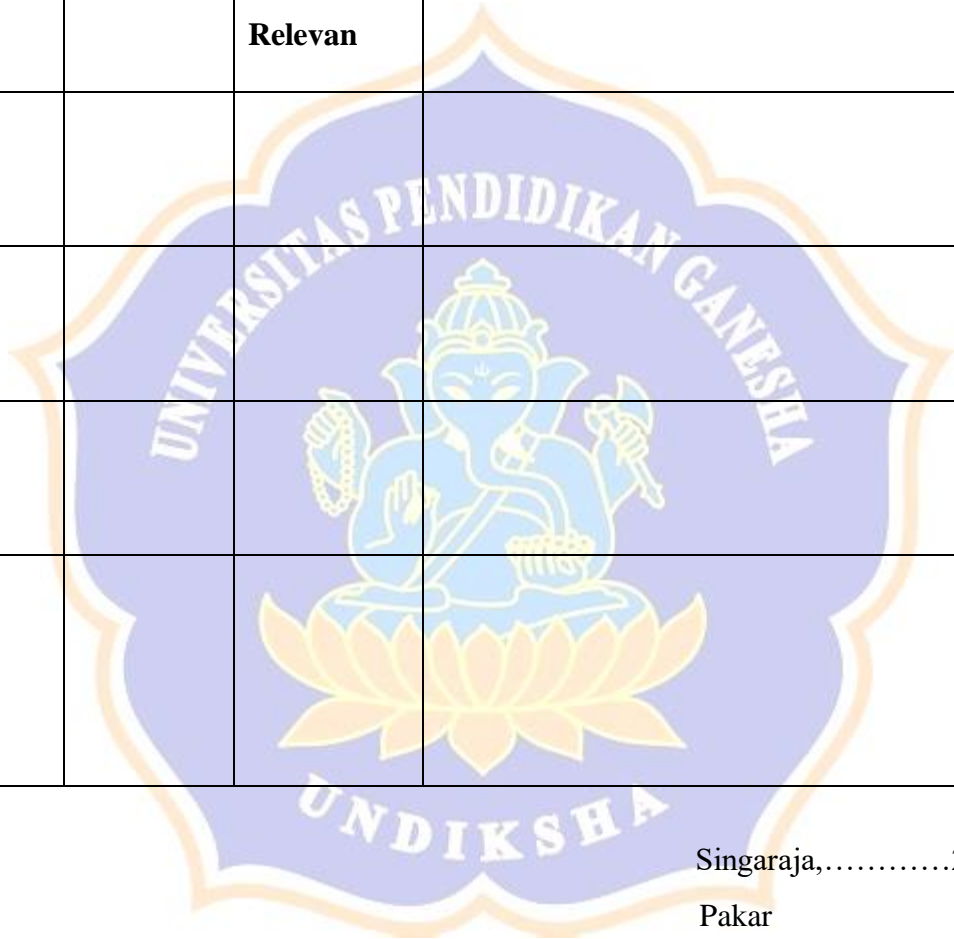 Relevan
UNIVERSITAS PENDIDIKAN GANESHA
UNDIKSHA
Singaraja,…………
Pakar